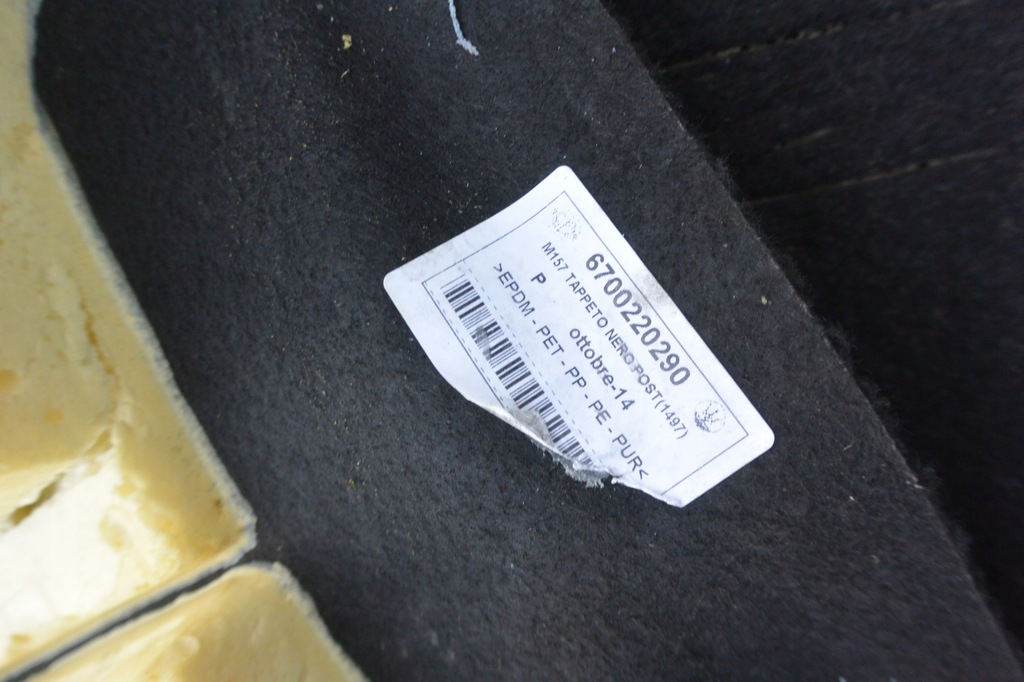 6700220290
M157 TAPPETO NERO POST(1497)
P ottobre-14
>EPDM - PET - PP - PE - PUR<